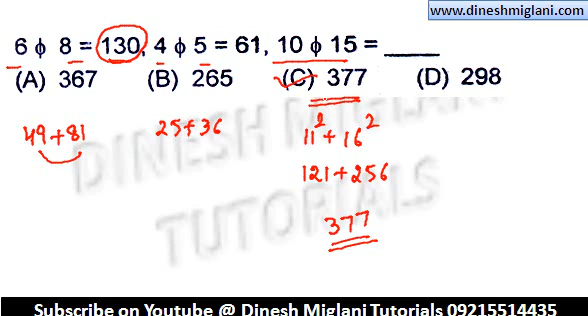 www.dineshmiglani.com
6 ϕ 8 = 130, 4 ϕ 5 = 61, 10 ϕ 15 = ____
(A) 367 (B) 265 (C) 377 (D) 298
49+81 25+36 11² + 16²
121+256
377
DINESH MIGLANI
TUTORIALS
Subscribe on Youtube @ Dinesh Miglani Tutorials 09215514435